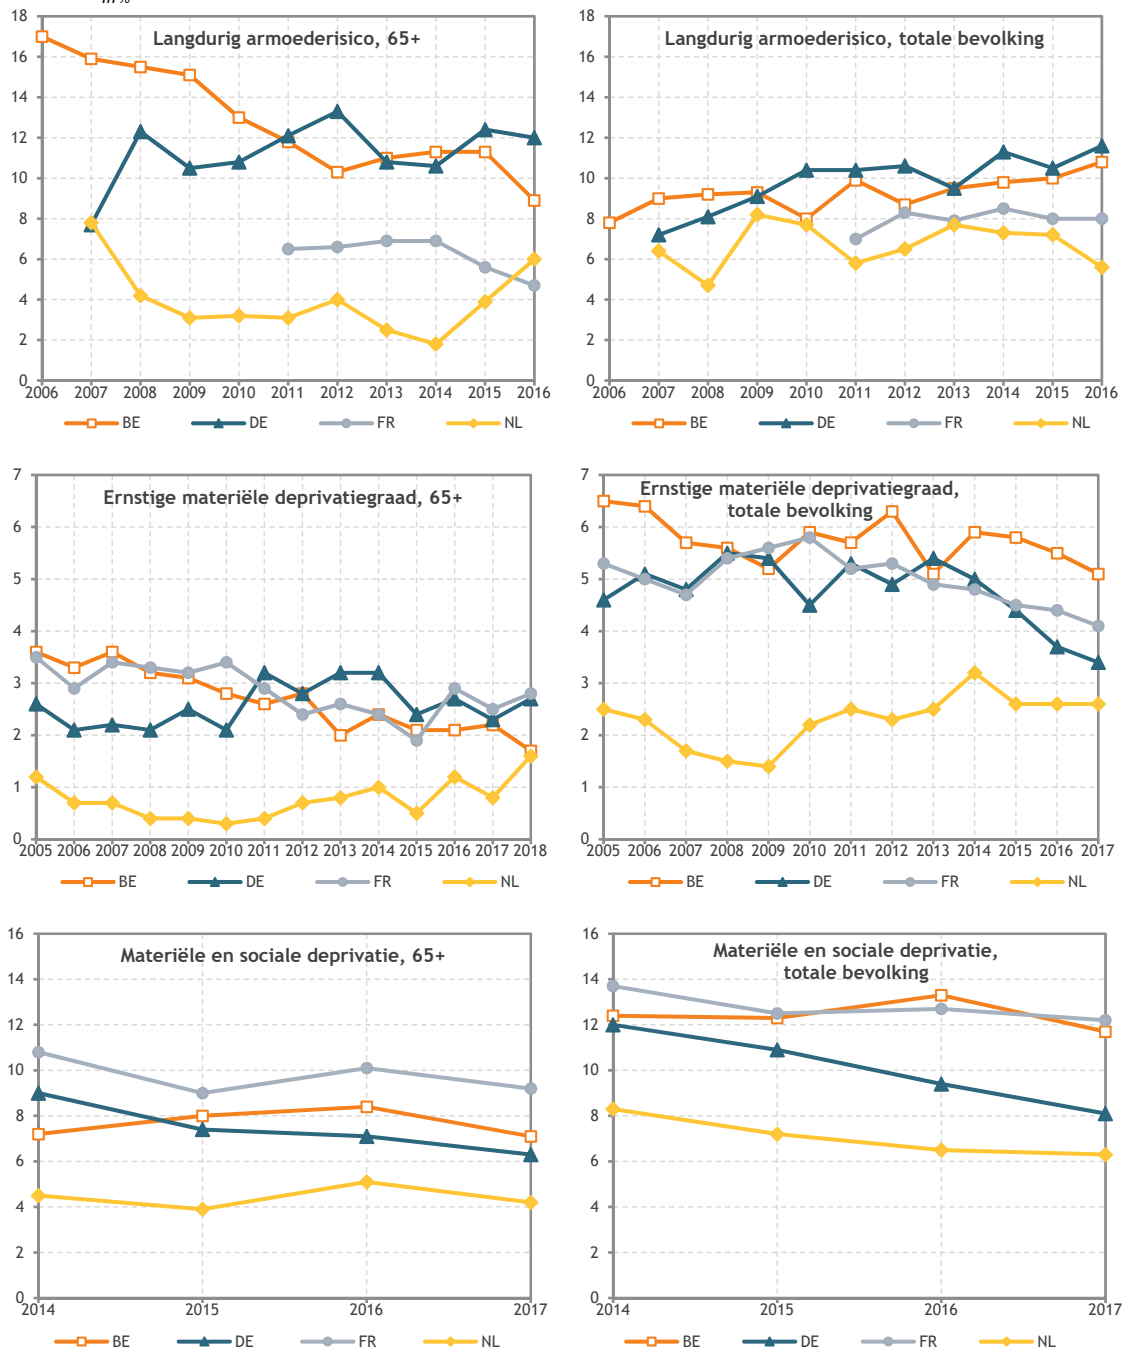 in %
Langdurig armoederisico, 65+
18
16
14
12
10
8
6
4
2
0
2006 2007 2008 2009 2010 2011 2012 2013 2014 2015 2016
BE DE FR NL
Langdurig armoederisico, totale bevolking
18
16
14
12
10
8
6
4
2
0
2006 2007 2008 2009 2010 2011 2012 2013 2014 2015 2016
BE DE FR NL
Ernstige materiële deprivatiegraad, 65+
7
6
5
4
3
2
1
0
2005 2006 2007 2008 2009 2010 2011 2012 2013 2014 2015 2016 2017 2018
BE DE FR NL
Ernstige materiële deprivatiegraad,
totale bevolking
7
6
5
4
3
2
1
0
2005 2006 2007 2008 2009 2010 2011 2012 2013 2014 2015 2016 2017
BE DE FR NL
Materiële en sociale deprivatie, 65+
16
14
12
10
8
6
4
2
0
2014 2015 2016 2017
BE DE FR NL
Materiële en sociale deprivatie,
totale bevolking
16
14
12
10
8
6
4
2
0
2014 2015 2016 2017
BE DE FR NL